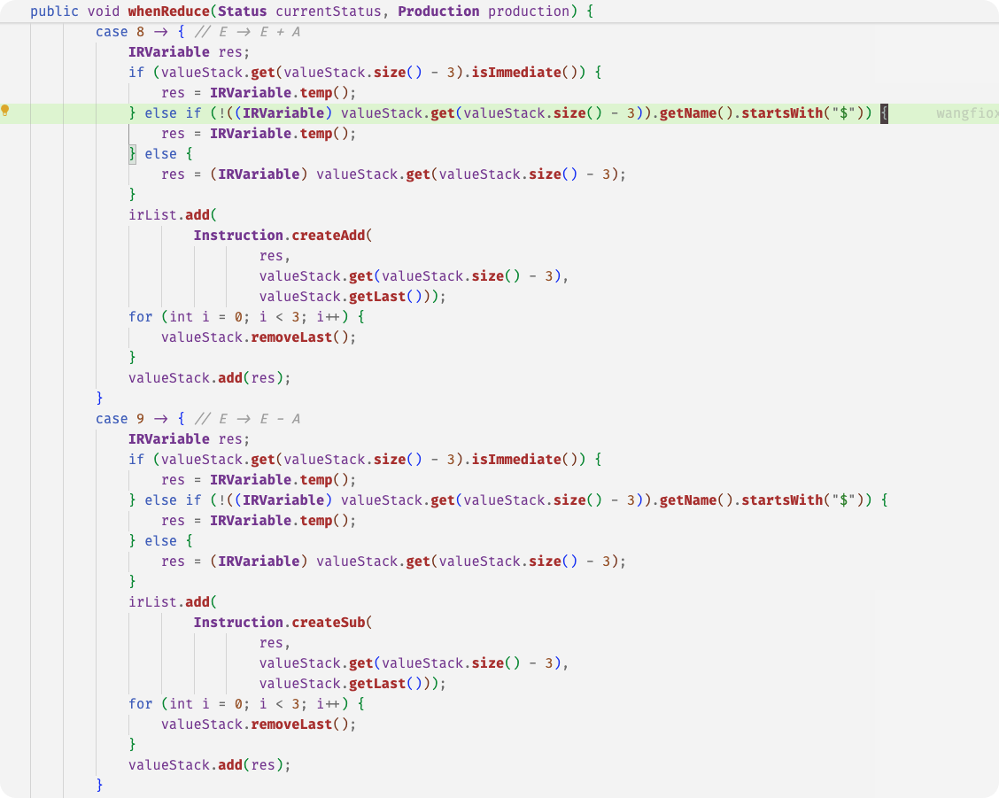 public void whenReduce(Status currentStatus, Production production) {
case 8 → { // E → E + A
IRVariable res;
if (valueStack.get(valueStack.size() - 3).isImmediate()) {
res = IRVariable.temp();
} else if (!((IRVariable) valueStack.get(valueStack.size() - 3)).getName().startsWith("$")) { wangfiox
res = IRVariable.temp();
} else {
res = (IRVariable) valueStack.get(valueStack.size() - 3);
}
irList.add(
Instruction.createAdd(
res,
valueStack.get(valueStack.size() - 3),
valueStack.getLast()));
for (int i = 0; i < 3; i++) {
valueStack.removeLast();
}
valueStack.add(res);
}
case 9 → { // E → E - A
IRVariable res;
if (valueStack.get(valueStack.size() - 3).isImmediate()) {
res = IRVariable.temp();
} else if (!((IRVariable) valueStack.get(valueStack.size() - 3)).getName().startsWith("$")) {
res = IRVariable.temp();
} else {
res = (IRVariable) valueStack.get(valueStack.size() - 3);
}
irList.add(
Instruction.createSub(
res,
valueStack.get(valueStack.size() - 3),
valueStack.getLast()));
for (int i = 0; i < 3; i++) {
valueStack.removeLast();
}
valueStack.add(res);
}